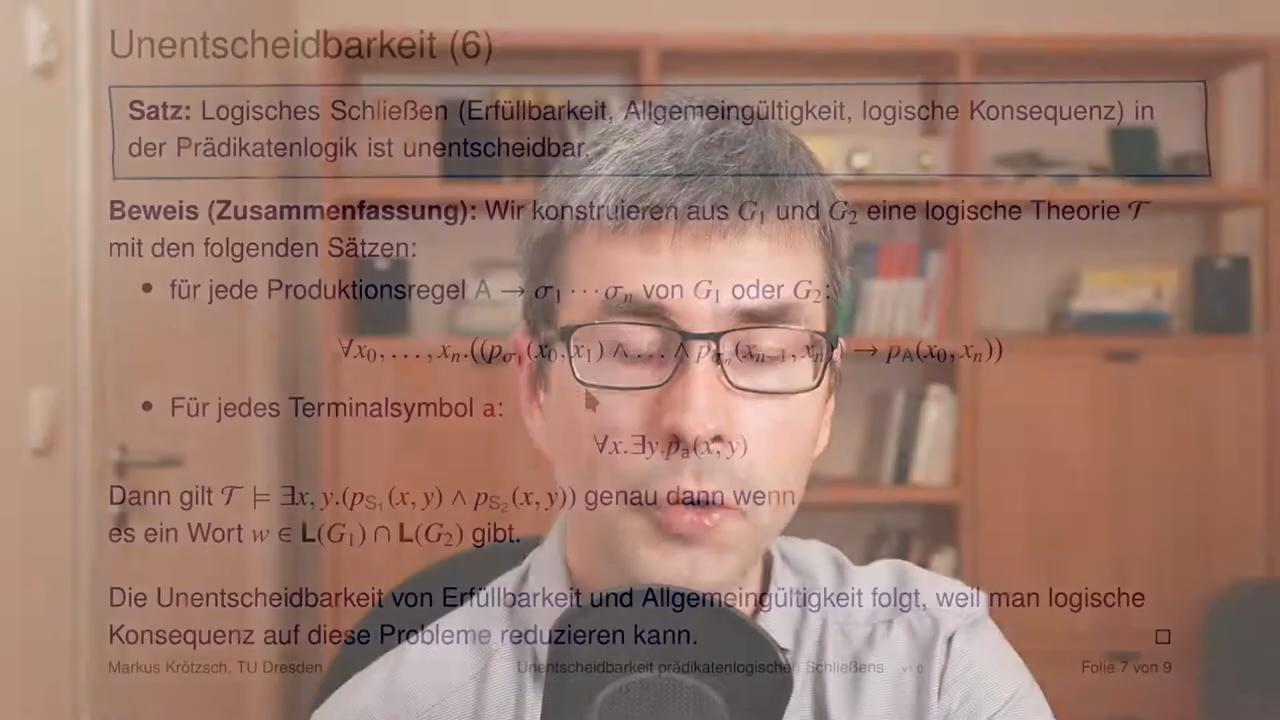 Unentscheidbarkeit (6)
Satz: Logisches Schließen (Erfüllbarkeit, Allgemeingültigkeit, logische Konsequenz) in
der Prädikatenlogik ist unentscheidbar.
Beweis (Zusammenfassung): Wir konstruieren aus G₁ und G₂ eine logische Theorie 𝒯
mit den folgenden Sätzen:
• für jede Produktionsregel A → σ₁ ⋯ σₙ von G₁ oder G₂:
∀x₀, …, xₙ.((p_σ₁(x₀, x₁) ∧ … ∧ p_σₙ(xₙ₋₁, xₙ)) → p_A(x₀, xₙ))
• Für jedes Terminalsymbol a:
∀x.∃y.pₐ(x, y)
Dann gilt 𝒯 ⊨ ∃x, y.(p_S₁(x, y) ∧ p_S₂(x, y)) genau dann wenn
es ein Wort w ∈ L(G₁) ∩ L(G₂) gibt.
Die Unentscheidbarkeit von Erfüllbarkeit und Allgemeingültigkeit folgt, weil man logische
Konsequenz auf diese Probleme reduzieren kann. □
Markus Krötzsch, TU Dresden Unentscheidbarkeit prädikatenlogischen Schließens Folie 7 von 9